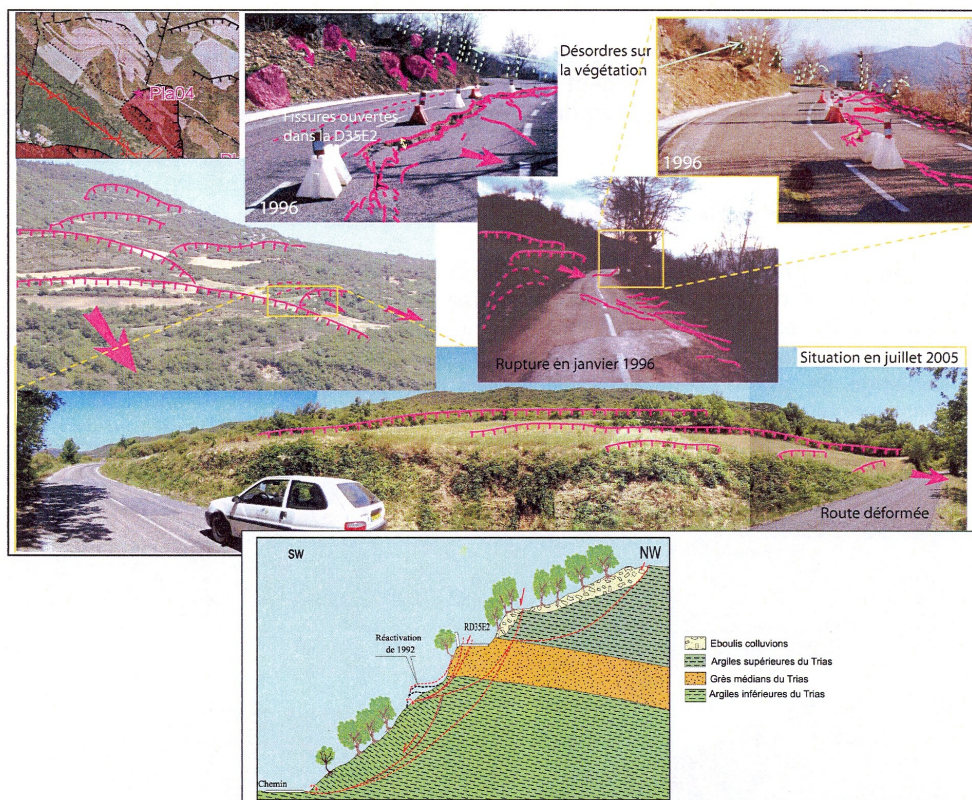 Pla04
Désordres sur
la végétation
Fissures ouvertes
dans la D35E2
1996
1996
Rupture en janvier 1996
Situation en juillet 2005
Route déformée
SW
NW
RD35E2
Réactivation
de 1992
Chemin
Eboulis colluvions
Argiles supérieures du Trias
Grès médians du Trias
Argiles inférieures du Trias